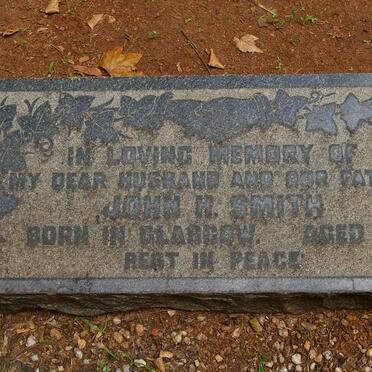 IN LOVING MEMORY OF
MY DEAR HUSBAND AND OUR FAT
JOHN H. SMITH
BORN IN GLASGOW. AGED
REST IN PEACE